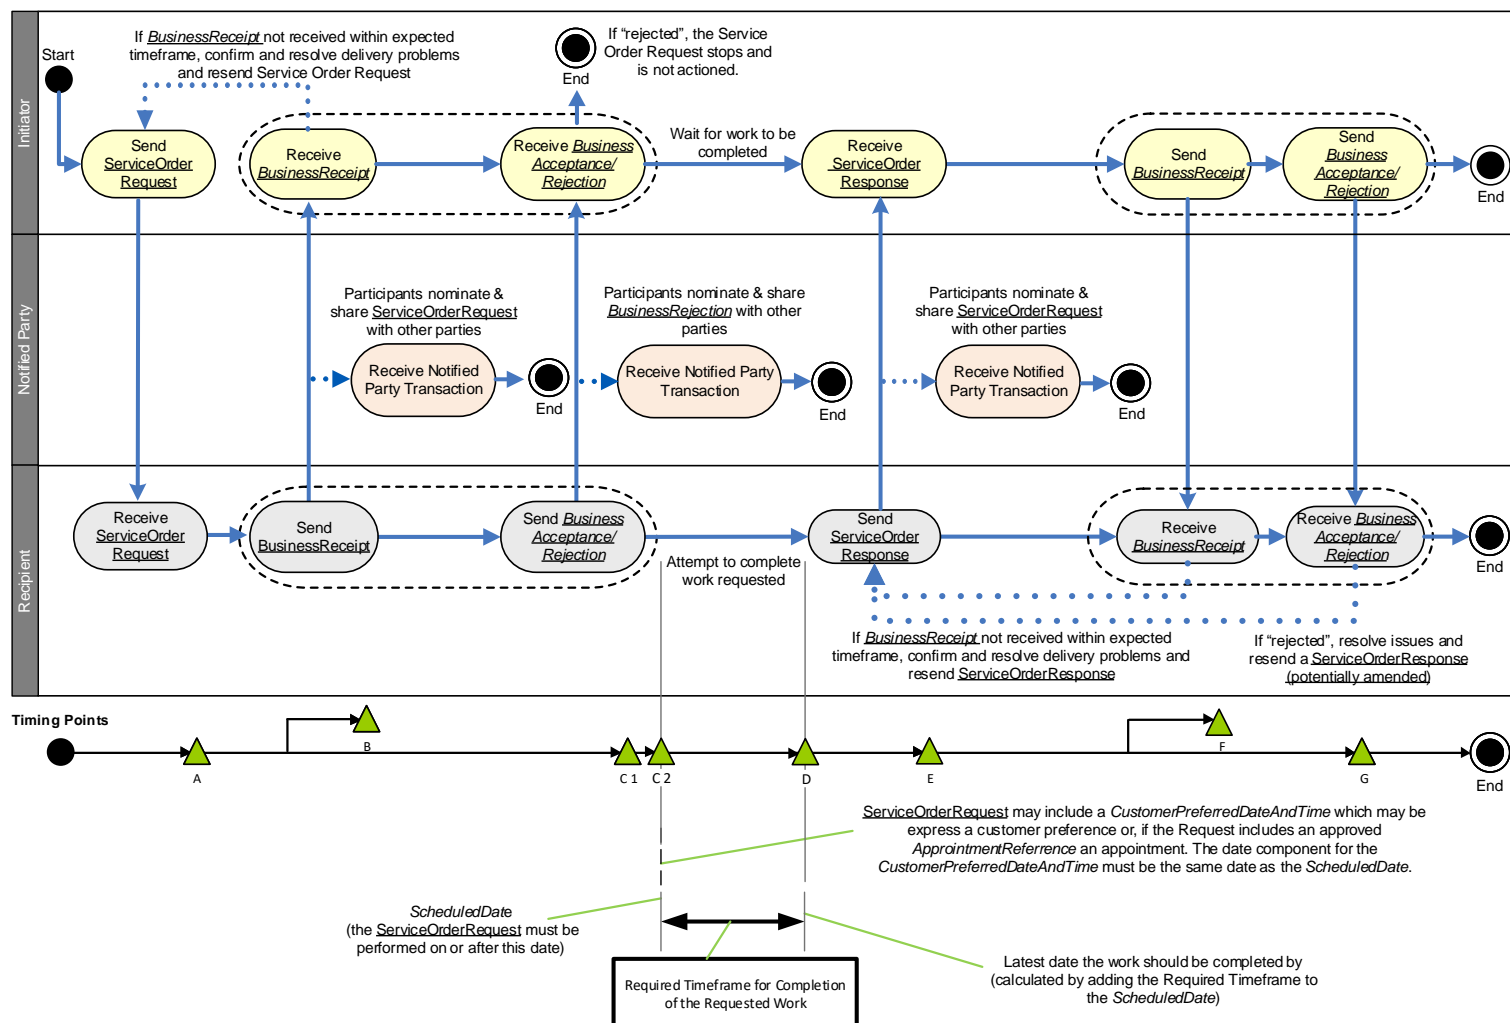 Initiator
Start
If BusinessReceipt not received within expected
timeframe, confirm and resolve delivery problems
and resend Service Order Request
End
If “rejected”, the Service
Order Request stops and
is not actioned.
Send
ServiceOrder
Request
Receive
BusinessReceipt
Receive Business
Acceptance/
Rejection
Wait for work to be
completed
Receive
ServiceOrder
Response
Send
BusinessReceipt
Send
Business
Acceptance/
Rejection
End
Notified Party
Participants nominate &
share ServiceOrderRequest
with other parties
Receive Notified
Party Transaction
End
Participants nominate & share
BusinessRejection with other
parties
Receive Notified Party
Transaction
End
Participants nominate &
share ServiceOrderRequest
with other parties
Receive Notified
Party Transaction
End
Recipient
Receive
ServiceOrder
Request
Send
BusinessReceipt
Send Business
Acceptance/
Rejection
Attempt to complete
work requested
Send
ServiceOrder
Response
Receive
BusinessReceipt
Receive Business
Acceptance/
Rejection
End
If BusinessReceipt not received within expected
timeframe, confirm and resolve delivery problems and
resend ServiceOrderResponse
If “rejected”, resolve issues and
resend a ServiceOrderResponse
(potentially amended)
Timing Points
A
B
C 1
C 2
D
E
F
G
End
ServiceOrderRequest may include a CustomerPreferredDateAndTime which may be
express a customer preference or, if the Request includes an approved
ApprointmentReferrence an appointment. The date component for the
CustomerPreferredDateAndTime must be the same date as the ScheduledDate.
ScheduledDate
(the ServiceOrderRequest must be
performed on or after this date)
Latest date the work should be completed by
(calculated by adding the Required Timeframe to
the ScheduledDate)
Required Timeframe for Completion
of the Requested Work